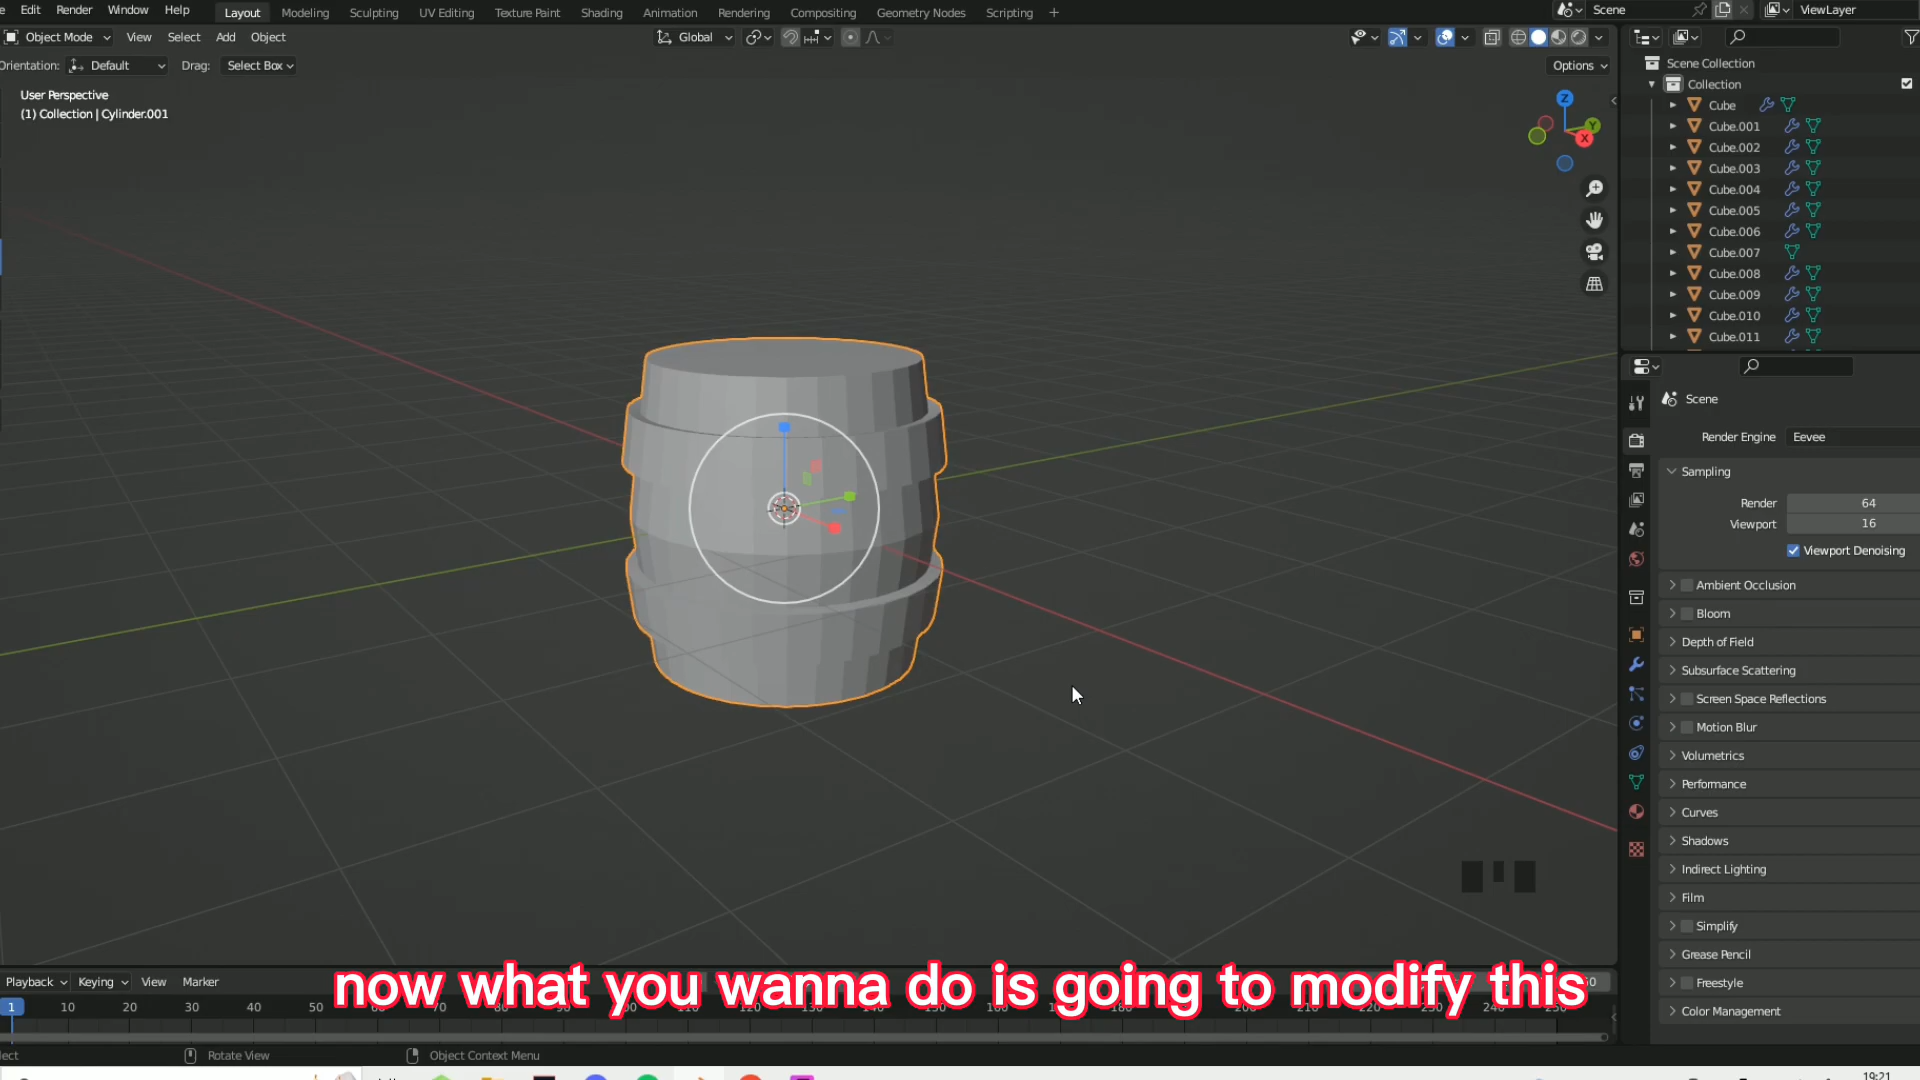 Edit Render Window Help Layout Modeling Sculpting UV Editing Texture Paint Shading Animation Rendering Compositing Geometry Nodes Scripting + Scene ViewLayer
Object Mode View Select Add Object Global
Orientation: Default Drag: Select Box Options
User Perspective
(1) Collection | Cylinder.001
Z
Y
X
Scene Collection
Collection
Cube
Cube.001
Cube.002
Cube.003
Cube.004
Cube.005
Cube.006
Cube.007
Cube.008
Cube.009
Cube.010
Cube.011
Scene
Render Engine Eevee
Sampling
Render 64
Viewport 16
Viewport Denoising
Ambient Occlusion
Bloom
Depth of Field
Subsurface Scattering
Screen Space Reflections
Motion Blur
Volumetrics
Performance
Curves
Shadows
Indirect Lighting
Film
Simplify
Grease Pencil
Freestyle
Color Management
Playback Keying View Marker
now what you wanna do is going to modify this
1 10 20 30 40 50
Rotate View Object Context Menu
19:21